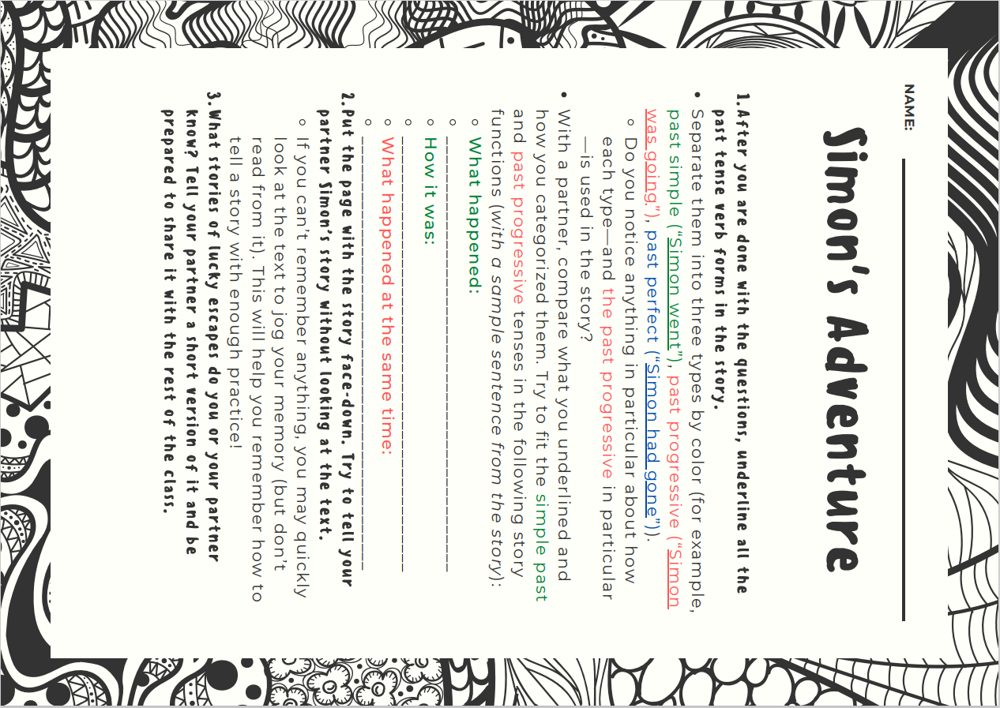 NAME:
Simon's Adventure
1. After you are done with the questions, underline all the
past tense verb forms in the story.
• Separate them into three types by color (for example,
past simple (“Simon went”), past progressive (“Simon
was going”), past perfect (“Simon had gone”)).
○ Do you notice anything in particular about how
each type—and the past progressive in particular
—is used in the story?
• With a partner, compare what you underlined and
how you categorized them. Try to fit the simple past
and past progressive tenses in the following story
functions (with a sample sentence from the story):
○ What happened:
○
○ How it was:
○
○ What happened at the same time:
○
2. Put the page with the story face-down. Try to tell your
partner Simon's story without looking at the text.
○ If you can't remember anything, you may quickly
look at the text to jog your memory (but don't
read from it). This will help you remember how to
tell a story with enough practice!
3. What stories of lucky escapes do you or your partner
know? Tell your partner a short version of it and be
prepared to share it with the rest of the class.